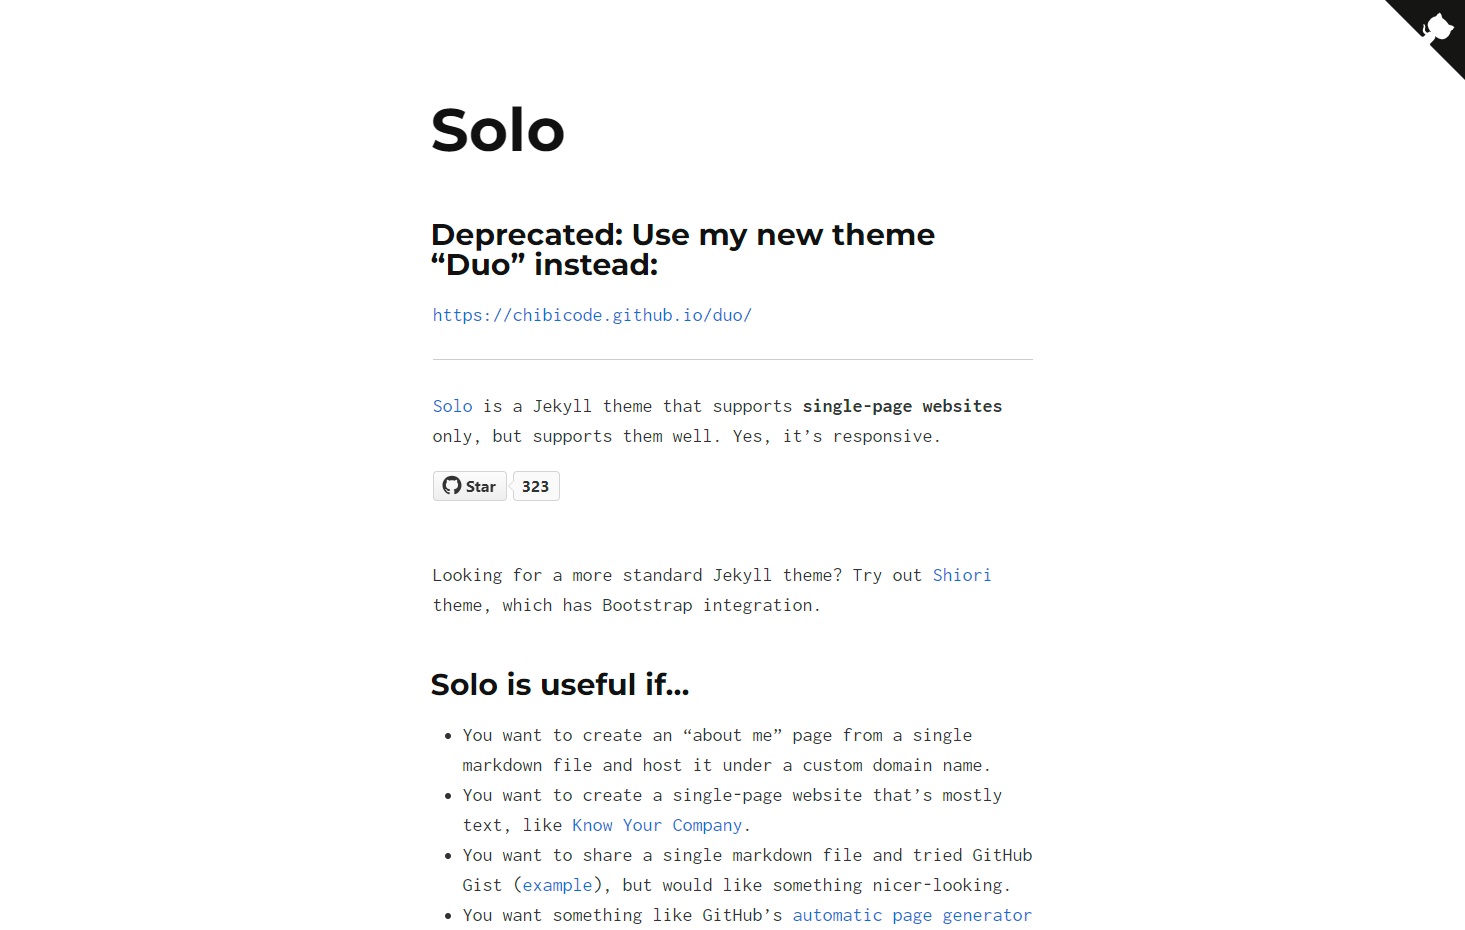 Solo
Deprecated: Use my new theme
“Duo” instead:
https://chibicode.github.io/duo/
Solo is a Jekyll theme that supports single-page websites
only, but supports them well. Yes, it’s responsive.
Star 323
Looking for a more standard Jekyll theme? Try out Shiori
theme, which has Bootstrap integration.
Solo is useful if…
• You want to create an “about me” page from a single
markdown file and host it under a custom domain name.
• You want to create a single-page website that’s mostly
text, like Know Your Company.
• You want to share a single markdown file and tried GitHub
Gist (example), but would like something nicer-looking.
• You want something like GitHub’s automatic page generator